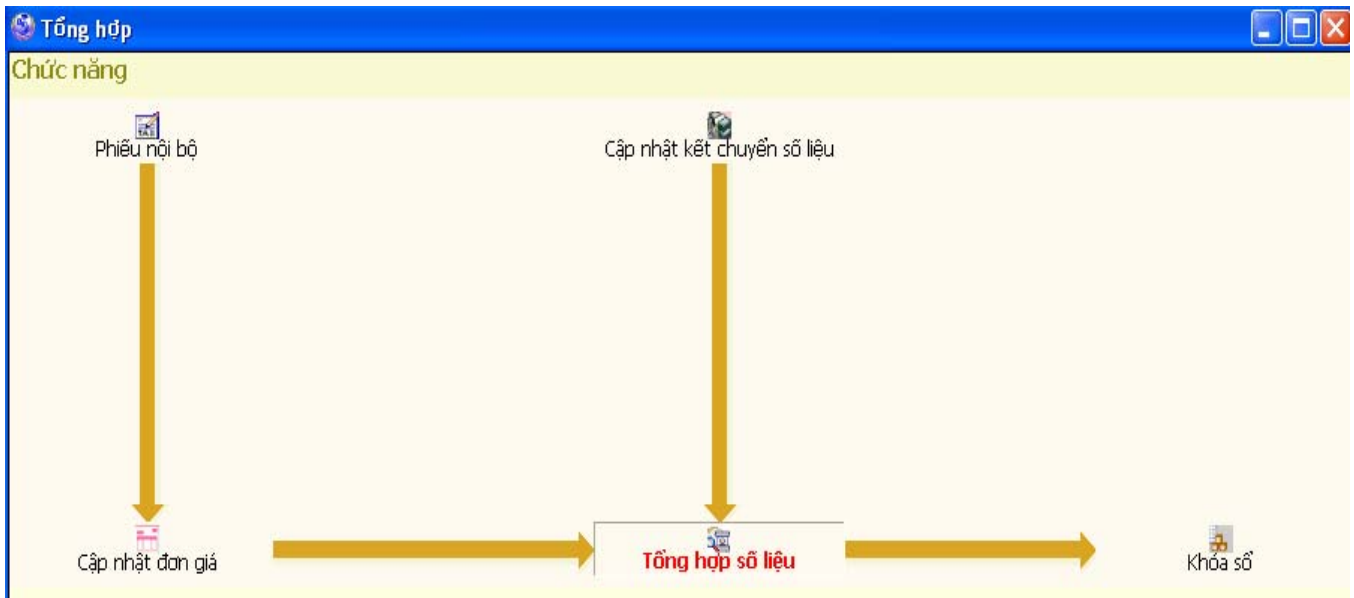 Tổng hợp
Chức năng
Phiếu nội bộ
Cập nhật kết chuyển số liệu
Cập nhật đơn giá
Tổng hợp số liệu
Khóa sổ